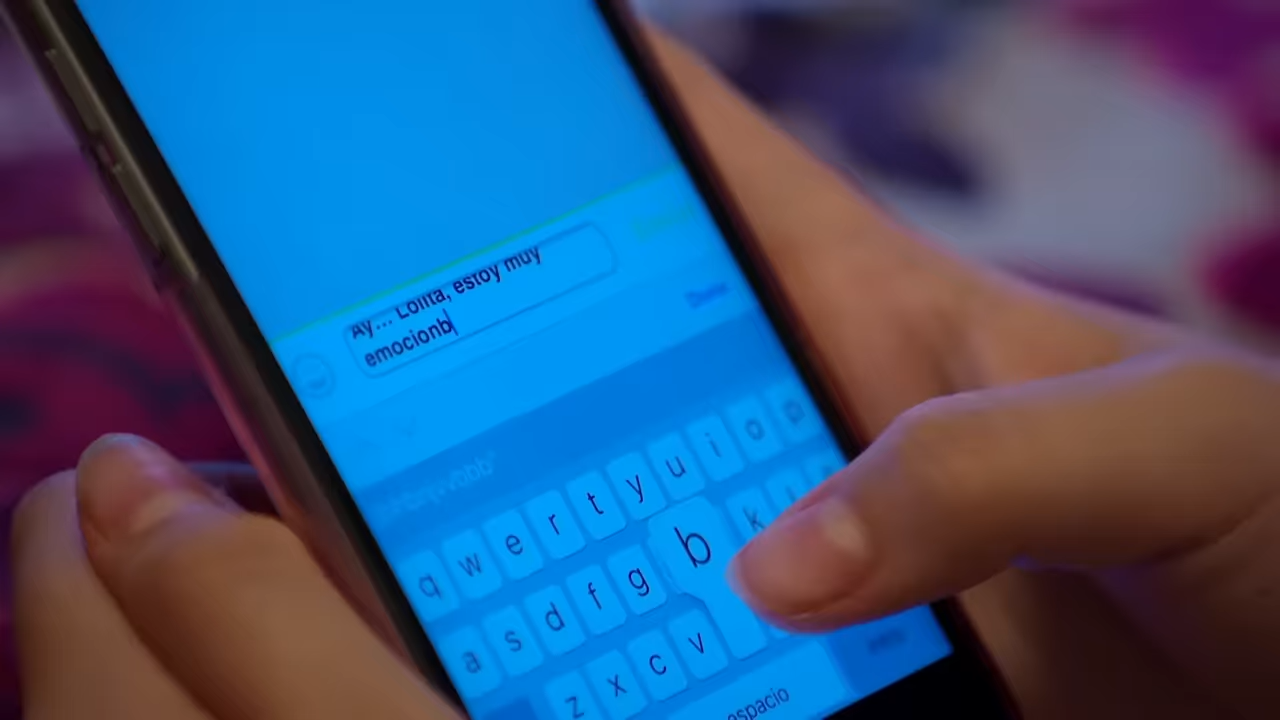 Ay... Lolita, estoy muy
emocionb
q w e r t y u i o p
a s d f g b k
z x c v
espacio